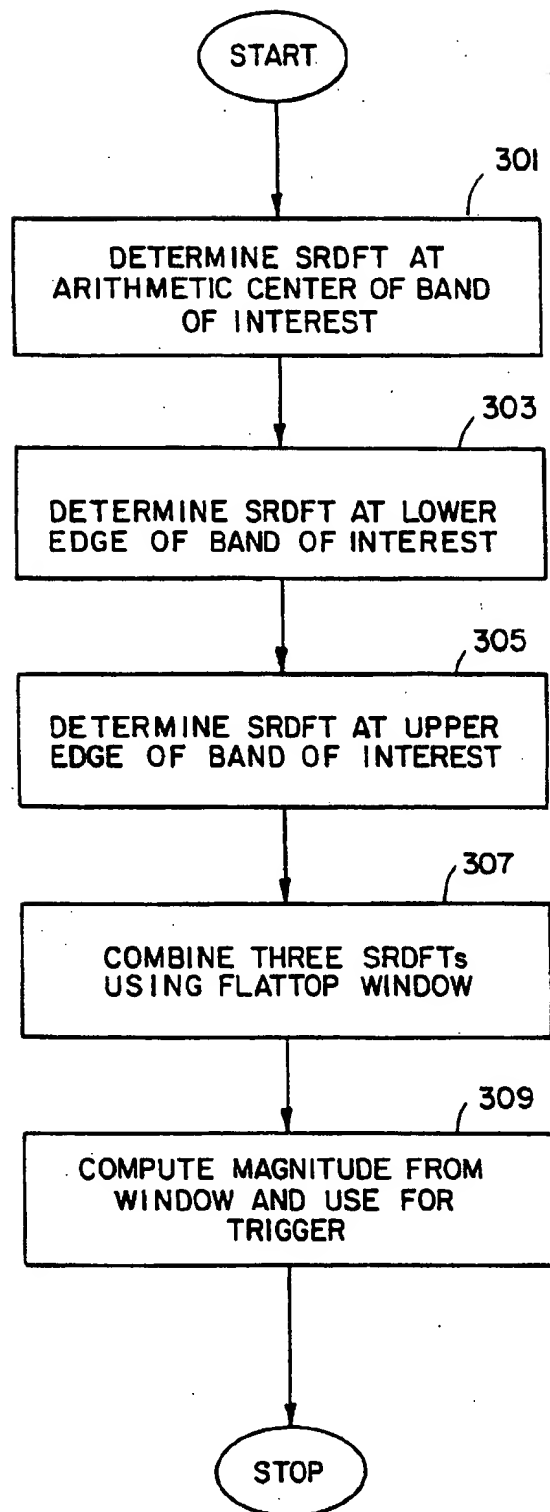 START
301
DETERMINE SRDFT AT
ARITHMETIC CENTER OF BAND
OF INTEREST
303
DETERMINE SRDFT AT LOWER
EDGE OF BAND OF INTEREST
305
DETERMINE SRDFT AT UPPER
EDGE OF BAND OF INTEREST
307
COMBINE THREE SRDFTs
USING FLATTOP WINDOW
309
COMPUTE MAGNITUDE FROM
WINDOW AND USE FOR
TRIGGER
STOP